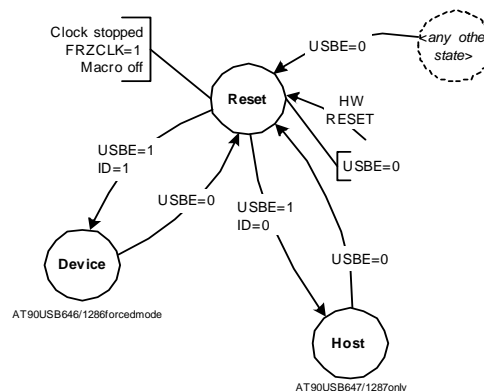 Clock stopped
FRZCLK=1
Macro off
USBE=0
<any other
state>
Reset
HW
RESET
USBE=0
USBE=1
ID=1
USBE=0
USBE=1
ID=0
USBE=0
Device
AT90USB646/1286forcedmode
Host
AT90USB647/1287only